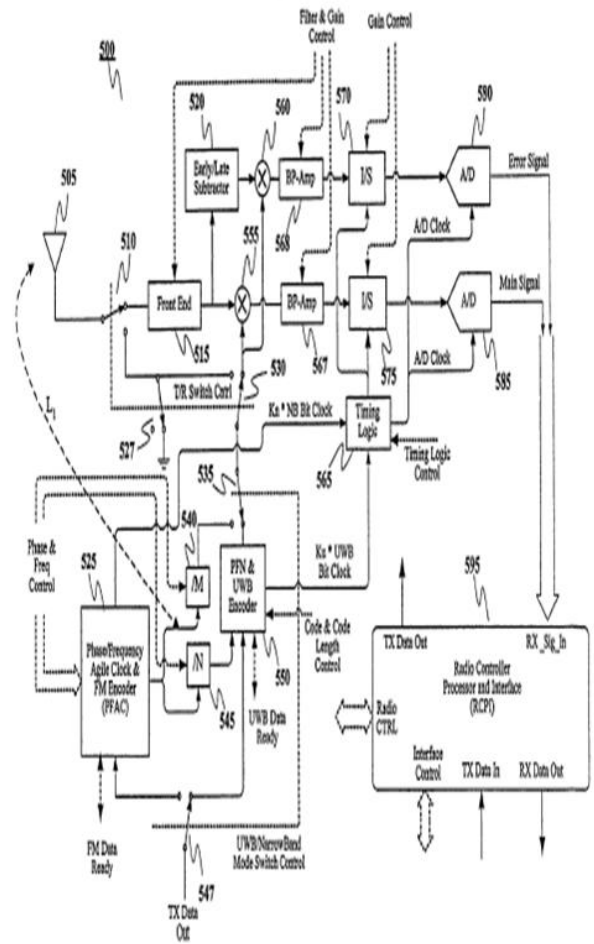 Filter & Gain
Control
Gain Control
500
520
560
570
580
Early/Late
Subtractor
BP-Amp
I/S
A/D
Error Signal
568
505
510
555
A/D Clock
Front End
BP-Amp
I/S
A/D
Main Signal
515
530
567
575
A/D Clock
585
T/R Switch Cntrl
L1
527
Kn * NB Bit Clock
Timing
Logic
565
Timing Logic
Control
535
540
Phase &
Freq
Control
525
/M
PFN &
UWB
Encoder
Kn * UWB
Bit Clock
595
TX Data Out
RX_Sig_In
Phase/Frequency
Agile Clock &
FM Encoder
(PFAC)
/N
545
550
Code & Code
Length
Control
Radio Controller
Processor and Interface
(RCPI)
UWB Data
Ready
Radio
CTRL
Interface
Control
TX Data In
RX Data Out
FM Data
Ready
547
UWB/NarrowBand
Mode Switch Control
TX Data
Out